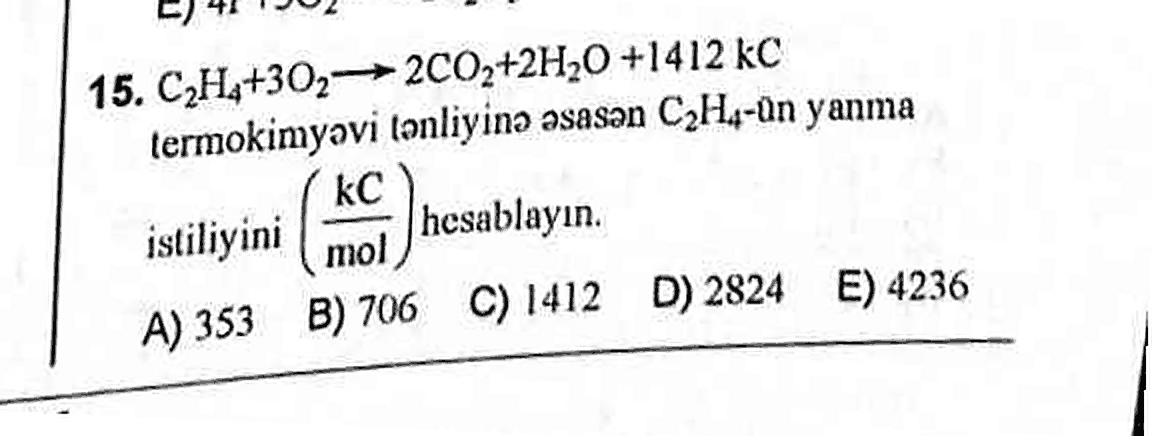 15. C₂H₄+3O₂→2CO₂+2H₂O +1412 kC
termokimyəvi tənliyinə əsasən C₂H₄-ün yanma
istiliyini (kC/mol) hesablayın.
A) 353 B) 706 C) 1412 D) 2824 E) 4236